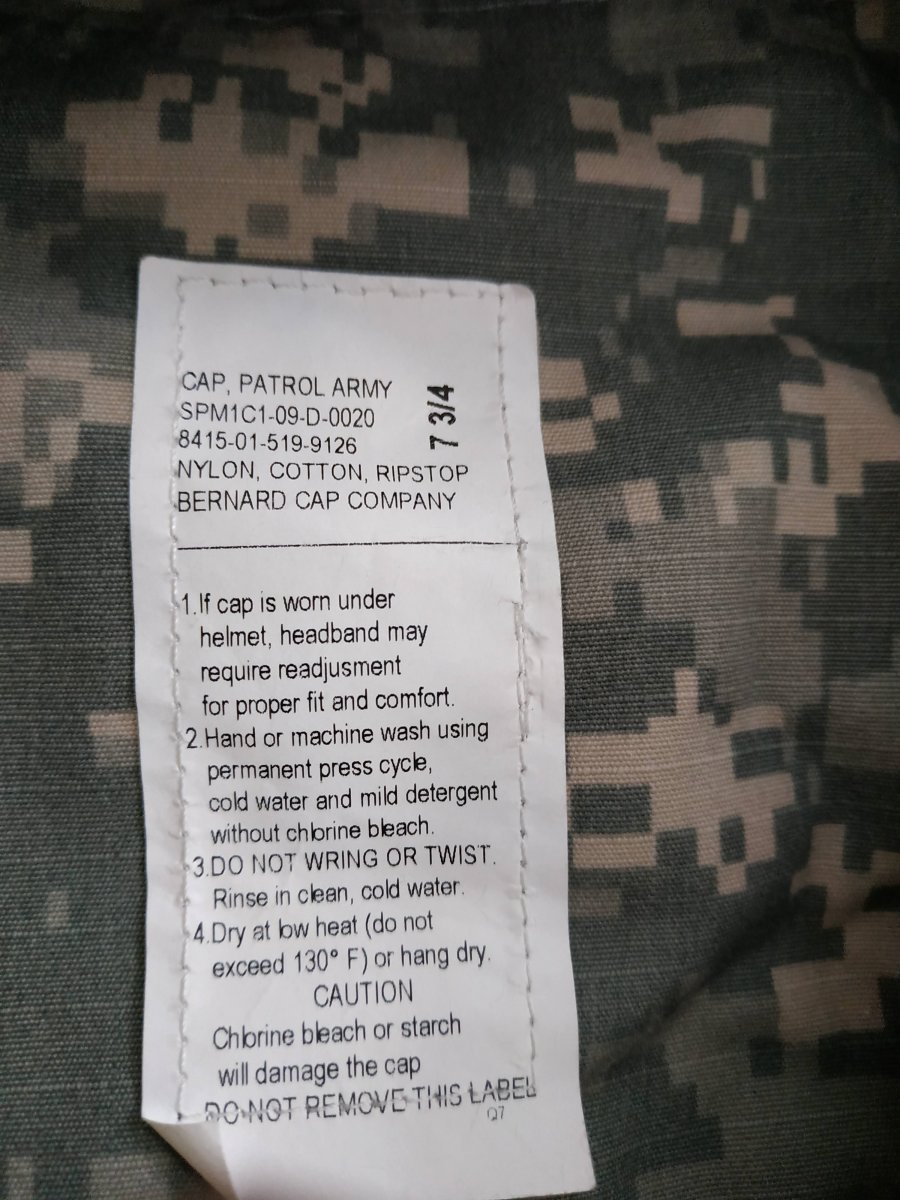 CAP, PATROL ARMY
SPM1C1-09-D-0020
8415-01-519-9126
NYLON, COTTON, RIPSTOP
BERNARD CAP COMPANY
7 3/4
1.If cap is worn under
helmet, headband may
require readjusment
for proper fit and comfort.
2.Hand or machine wash using
permanent press cycle,
cold water and mild detergent
without chlorine bleach.
3.DO NOT WRING OR TWIST.
Rinse in clean, cold water.
4.Dry at low heat (do not
exceed 130° F) or hang dry.
CAUTION
Chlorine bleach or starch
will damage the cap
DO NOT REMOVE THIS LABEL
Q7